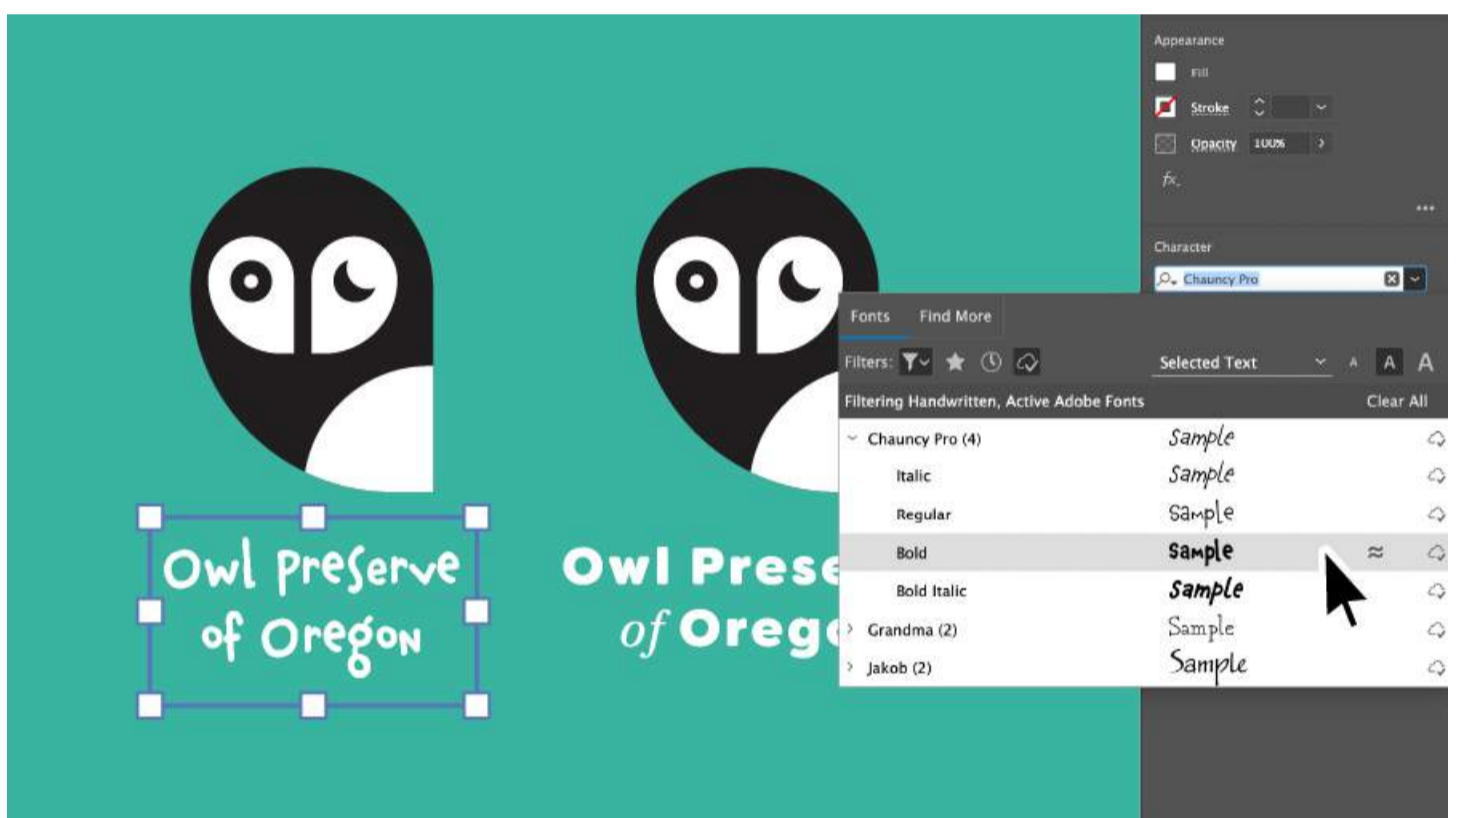 Appearance
Fill
Stroke
Opacity 100%
fx.
Character
Chauncy Pro
Fonts Find More
Filters: Selected Text A A A
Filtering Handwritten, Active Adobe Fonts Clear All
Chauncy Pro (4) Sample
Italic Sample
Regular Sample
Bold Sample
Bold Italic Sample
Grandma (2) Sample
Jakob (2) Sample
Owl Preserve
of Oregon
Owl Prese
of Orego